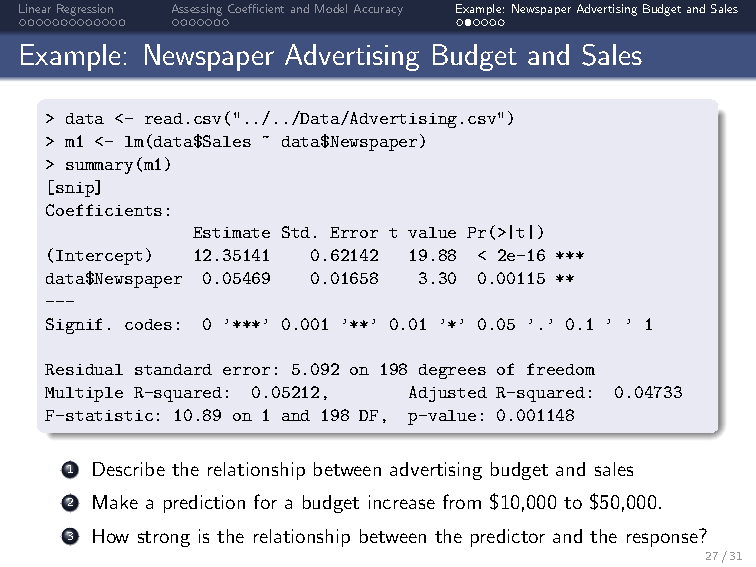 Linear Regression Assessing Coefficient and Model Accuracy Example: Newspaper Advertising Budget and Sales
Example: Newspaper Advertising Budget and Sales
> data <- read.csv("../../Data/Advertising.csv")
> m1 <- lm(data$Sales ~ data$Newspaper)
> summary(m1)
[snip]
Coefficients:
Estimate Std. Error t value Pr(>|t|)
(Intercept) 12.35141 0.62142 19.88 < 2e-16 ***
data$Newspaper 0.05469 0.01658 3.30 0.00115 **
---
Signif. codes: 0 '***' 0.001 '**' 0.01 '*' 0.05 '.' 0.1 ' ' 1
Residual standard error: 5.092 on 198 degrees of freedom
Multiple R-squared: 0.05212, Adjusted R-squared: 0.04733
F-statistic: 10.89 on 1 and 198 DF, p-value: 0.001148
1 Describe the relationship between advertising budget and sales
2 Make a prediction for a budget increase from $10,000 to $50,000.
3 How strong is the relationship between the predictor and the response?
27 / 31